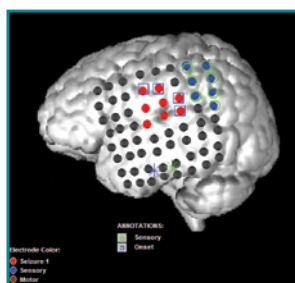 ANNOTATIONS:
Sensory
Onset
Electrode Color:
Seizure 1
Sensory
Motor